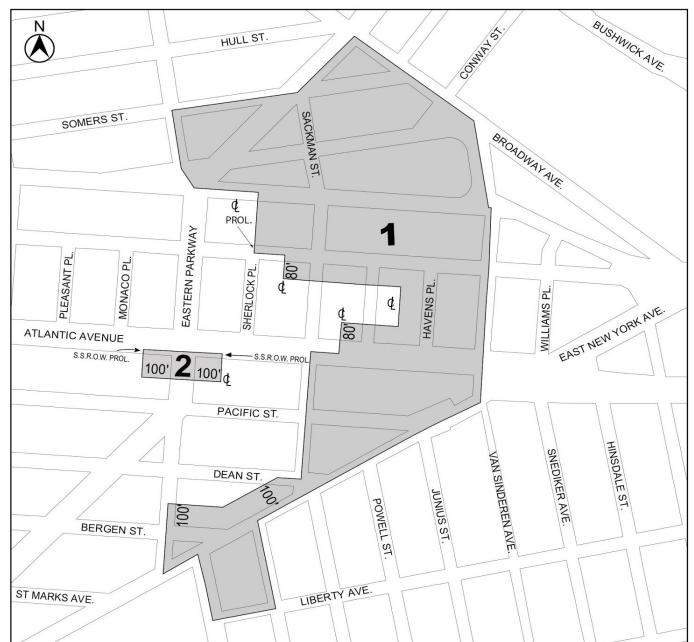 N
HULL ST.
CONWAY ST.
BUSHWICK AVE.
SOMERS ST.
SACKMAN ST.
BROADWAY AVE.
℄
PROL.
1
PLEASANT PL.
MONACO PL.
EASTERN PARKWAY
SHERLOCK PL.
80'
℄
℄
℄
80'
HAVENS PL.
WILLIAMS PL.
EAST NEW YORK AVE.
ATLANTIC AVENUE
S.S.R.O.W. PROL.
S.S.R.O.W. PROL.
100'
2
100'
℄
PACIFIC ST.
DEAN ST.
100'
100'
BERGEN ST.
POWELL ST.
JUNIUS ST.
VAN SINDEREN AVE.
SNEDIKER AVE.
HINSDALE ST.
ST MARKS AVE.
LIBERTY AVE.